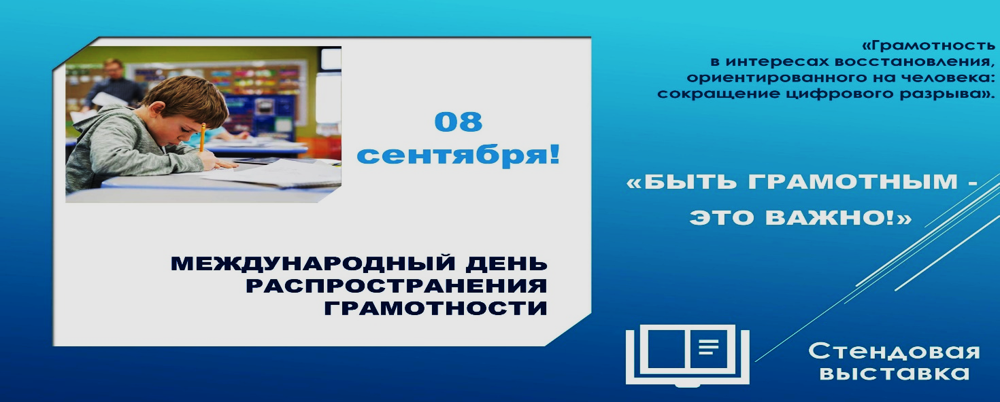 08
сентября!
МЕЖДУНАРОДНЫЙ ДЕНЬ
РАСПРОСТРАНЕНИЯ
ГРАМОТНОСТИ
«Грамотность
в интересах восстановления,
ориентированного на человека:
сокращение цифрового разрыва».
«БЫТЬ ГРАМОТНЫМ -
ЭТО ВАЖНО!»
Стендовая
выставка